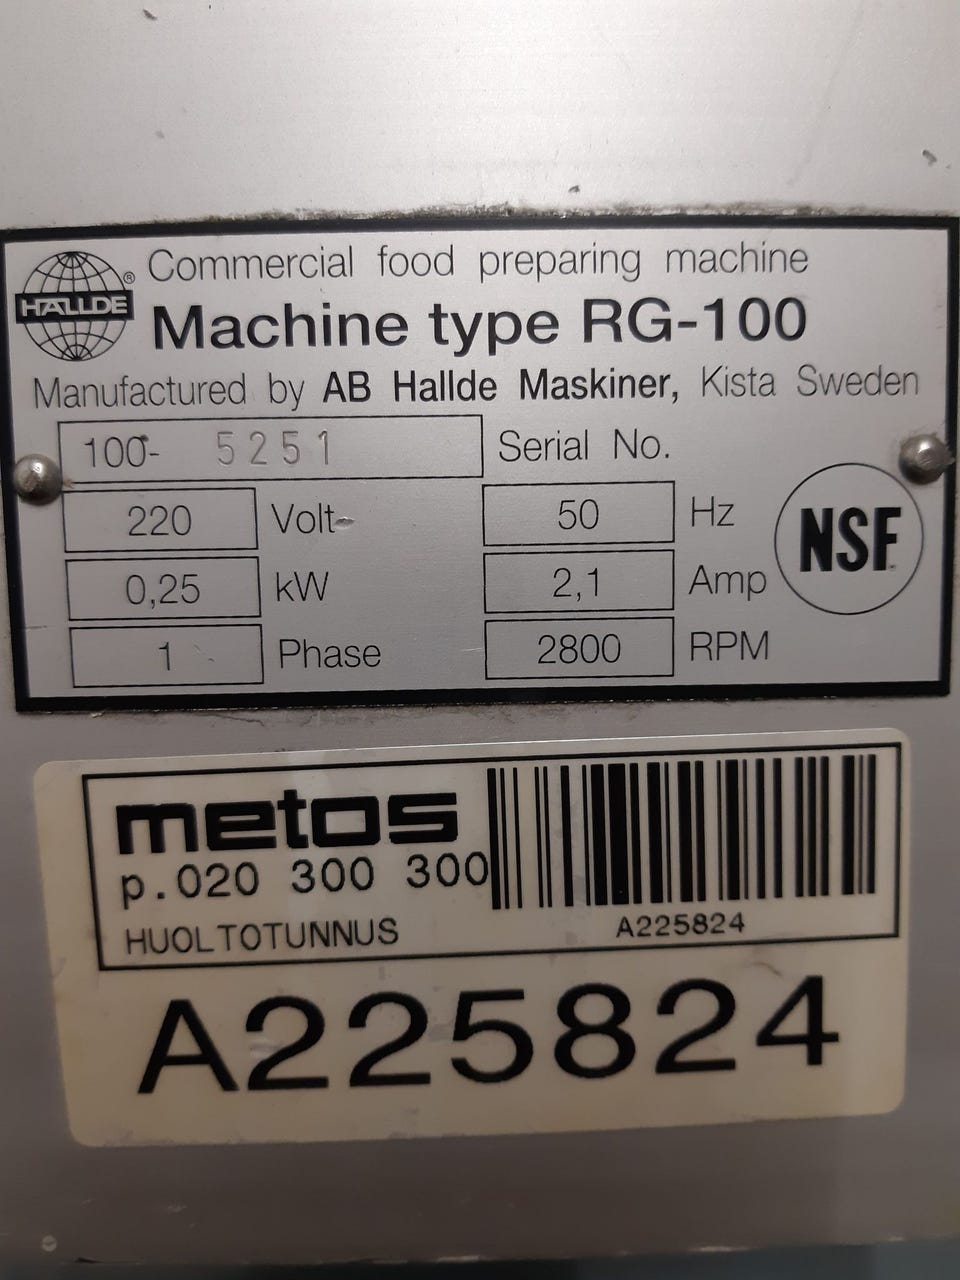 HALLDE ®
Commercial food preparing machine
Machine type RG-100
Manufactured by AB Hallde Maskiner, Kista Sweden
100- 5251 Serial No.
220 Volt 50 Hz
0,25 kW 2,1 Amp
1 Phase 2800 RPM
NSF
metos
p.020 300 300
HUOLTOTUNNUS
A225824
A225824